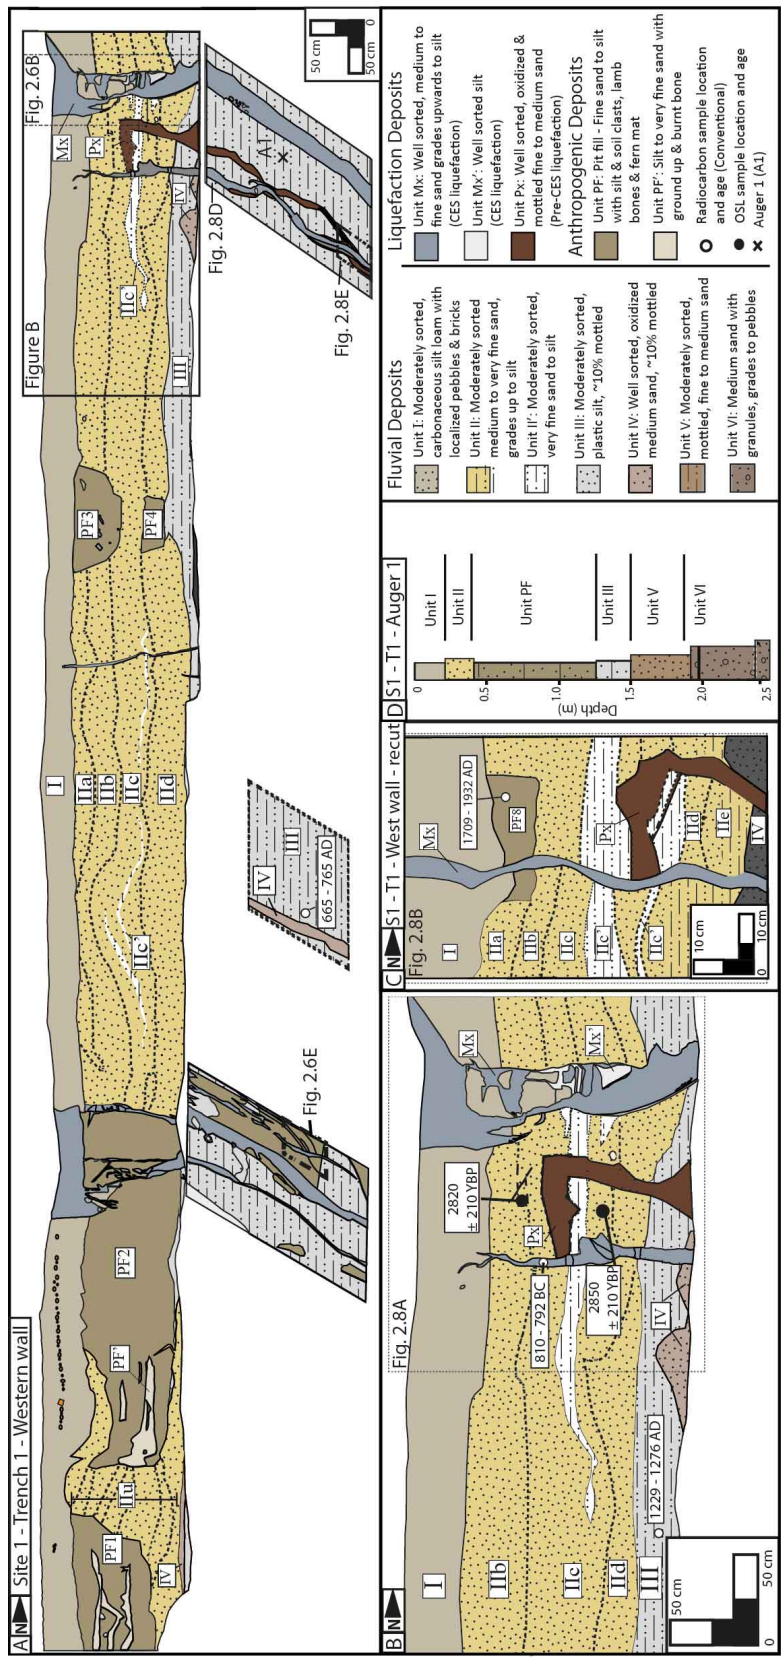 A N Site 1 - Trench 1 - Western wall
Fig. 2.6B
Figure B
I
IIa
IIb
IIc
IId
IIc'
IIu
PF1
PF'
PF2
PF3
PF4
IV
III
IIc'
Mx
Px
IV
Fig. 2.6E
IV
III
665 - 765 AD
Fig. 2.8D
Fig. 2.8E
A1
50 cm
0
50 cm
B N
Fig. 2.8A
I
IIb
IIc
IId
III
IV
1229 - 1276 AD
810 - 792 BC
2820
± 210 YBP
2850
± 210 YBP
Px
Mx
Mx'
50 cm
0
50 cm
C N S1 - T1 - West wall - recut
Fig. 2.8B
Mx
1709 - 1932 AD
PF8
I
IIa
IIb
IIc
IIc'
IIc'
Px
IId
IIe
IV
10 cm
0
10 cm
D S1 - T1 - Auger 1
Depth (m)
0
0.5
1.0
1.5
2.0
2.5
Unit I
Unit II
Unit PF
Unit III
Unit V
Unit VI
Fluvial Deposits
Unit I: Moderately sorted,
carbonaceous silt loam with
localized pebbles & bricks
Unit II: Moderately sorted
medium to very fine sand,
grades up to silt
Unit II': Moderately sorted,
very fine sand to silt
Unit III: Moderately sorted,
plastic silt, ~10% mottled
Unit IV: Well sorted, oxidized
medium sand, ~10% mottled
Unit V: Moderately sorted,
mottled, fine to medium sand
Unit VI: Medium sand with
granules, grades to pebbles
Liquefaction Deposits
Unit Mx: Well sorted, medium to
fine sand grades upwards to silt
(CES liquefaction)
Unit Mx': Well sorted silt
(CES liquefaction)
Unit Px: Well sorted, oxidized &
mottled fine to medium sand
(Pre-CES liquefaction)
Anthropogenic Deposits
Unit PF: Pit fill - Fine sand to silt
with silt & soil clasts, lamb
bones & fern mat
Unit PF': Silt to very fine sand with
ground up & burnt bone
Radiocarbon sample location
and age (Conventional)
OSL sample location and age
Auger 1 (A1)